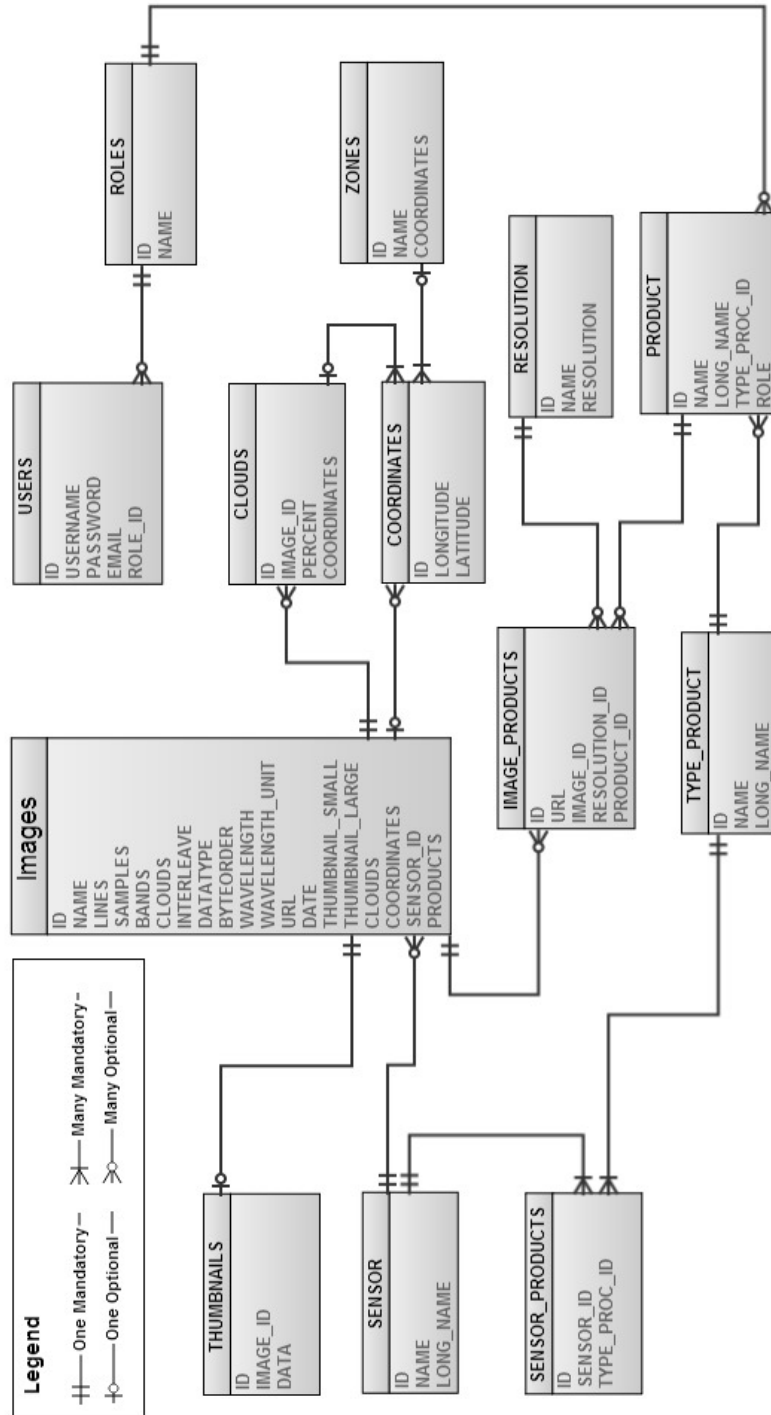 Legend
One Mandatory
Many Mandatory
One Optional
Many Optional
Images
ID
NAME
LINES
SAMPLES
BANDS
CLOUDS
INTERLEAVE
DATATYPE
BYTEORDER
WAVELENGTH
WAVELENGTH_UNIT
URL
DATE
THUMBNAIL_SMALL
THUMBNAIL_LARGE
CLOUDS
COORDINATES
SENSOR_ID
PRODUCTS
USERS
ID
USERNAME
PASSWORD
EMAIL
ROLE_ID
ROLES
ID
NAME
THUMBNAILS
ID
IMAGE_ID
DATA
CLOUDS
ID
IMAGE_ID
PERCENT
COORDINATES
ZONES
ID
NAME
COORDINATES
SENSOR
ID
NAME
LONG_NAME
COORDINATES
ID
LONGITUDE
LATITUDE
SENSOR_PRODUCTS
ID
SENSOR_ID
TYPE_PROC_ID
IMAGE_PRODUCTS
ID
URL
IMAGE_ID
RESOLUTION_ID
PRODUCT_ID
RESOLUTION
ID
NAME
RESOLUTION
TYPE_PRODUCT
ID
NAME
LONG_NAME
PRODUCT
ID
NAME
LONG_NAME
TYPE_PROC_ID
ROLE